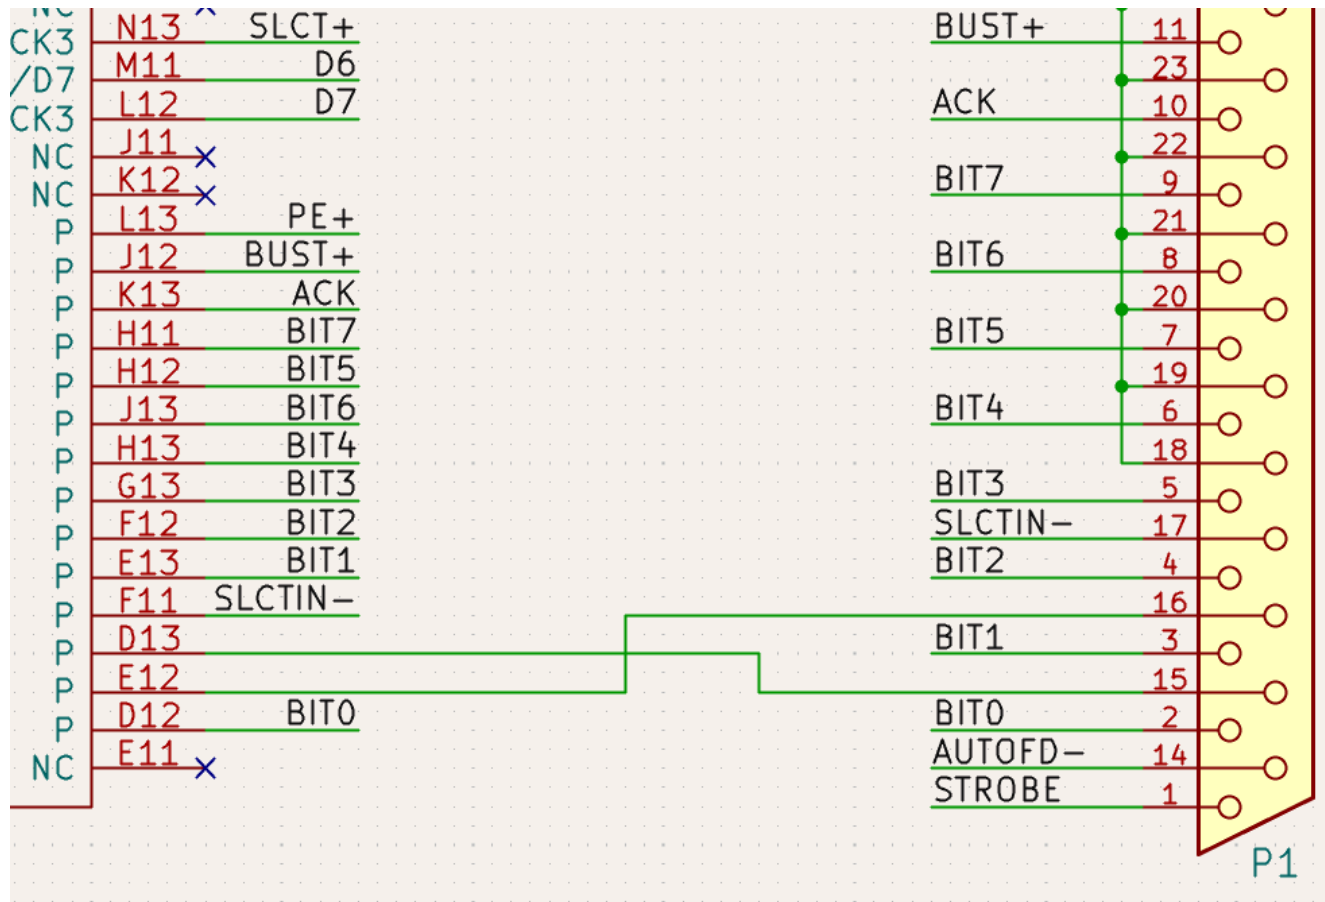 NC
CK3 N13 SLCT+ BUST+ 11
/D7 M11 D6 23
CK3 L12 D7 ACK 10
NC J11 22
NC K12 BIT7 9
P L13 PE+ 21
P J12 BUST+ BIT6 8
P K13 ACK 20
P H11 BIT7 BIT5 7
P H12 BIT5 19
P J13 BIT6 BIT4 6
P H13 BIT4 18
P G13 BIT3 BIT3 5
P F12 BIT2 SLCTIN- 17
P E13 BIT1 BIT2 4
P F11 SLCTIN- 16
P D13 BIT1 3
P E12 15
P D12 BIT0 BIT0 2
NC E11 AUTOFD- 14
STROBE 1
P1